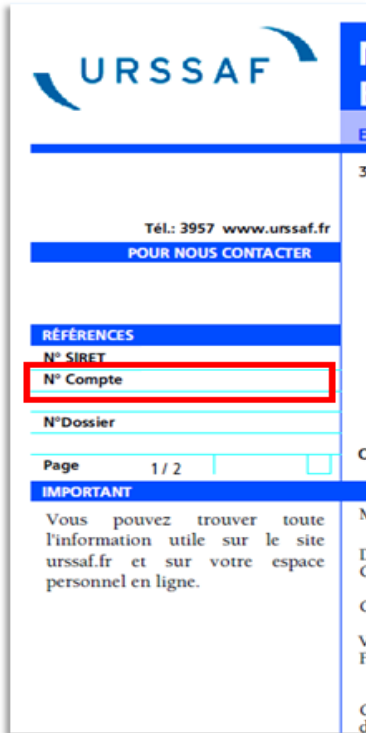 URSSAF
Tél.: 3957 www.urssaf.fr
POUR NOUS CONTACTER
RÉFÉRENCES
N° SIRET
N° Compte
N°Dossier
Page 1 / 2
IMPORTANT
Vous pouvez trouver toute
l'information utile sur le site
urssaf.fr et sur votre espace
personnel en ligne.